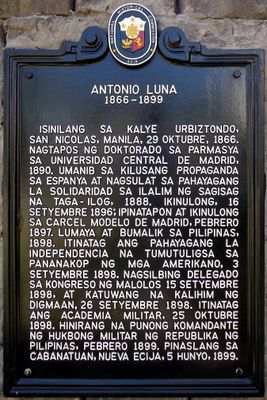 ANTONIO LUNA
1866-1899
ISINILANG SA KALYE URBIZTONDO,
SAN NICOLAS, MANILA, 29 OKTUBRE, 1866.
NAGTAPOS NG DOKTORADO SA PARMASYA
SA UNIVERSIDAD CENTRAL DE MADRID,
1890. UMANIB SA KILUSANG PROPAGANDA
SA ESPANYA AT NAGSULAT SA PAHAYAGANG
LA SOLIDARIDAD SA ILALIM NG SAGISAG
NA TAGA-ILOG, 1888. IKINULONG, 16
SETYEMBRE 1896; IPINATAPON AT IKINULONG
SA CARCEL MODELO DE MADRID, PEBRERO
1897. LUMAYA AT BUMALIK SA PILIPINAS,
1898. ITINATAG ANG PAHAYAGANG LA
INDEPENDENCIA NA TUMUTULIGSA SA
PANANAKOP NG MGA AMERIKANO, 3
SETYEMBRE 1898. NAGSILBING DELEGADO
SA KONGRESO NG MALOLOS 15 SETYEMBRE
1898, AT KATUWANG NA KALIHIM NG
DIGMAAN, 26 SETYEMBRE 1898. ITINATAG
ANG ACADEMIA MILITAR, 25 OKTUBRE
1898. HINIRANG NA PUNONG KOMANDANTE
NG HUKBONG MILITAR NG REPUBLIKA NG
PILIPINAS, PEBRERO 1899. PINASLANG SA
CABANATUAN, NUEVA ECIJA, 5 HUNYO, 1899.